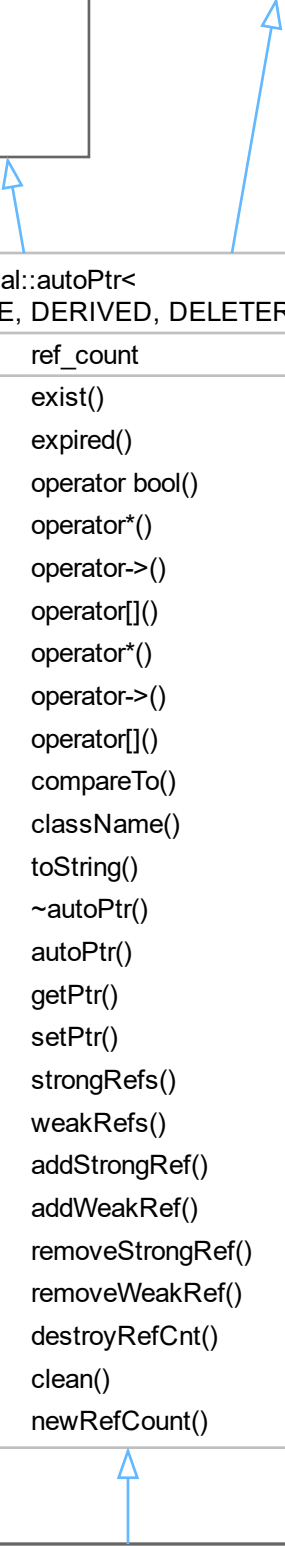 al::autoPtr<
E, DERIVED, DELETER
ref_count
exist()
expired()
operator bool()
operator*()
operator->()
operator[]()
operator*()
operator->()
operator[]()
compareTo()
className()
toString()
~autoPtr()
autoPtr()
getPtr()
setPtr()
strongRefs()
weakRefs()
addStrongRef()
addWeakRef()
removeStrongRef()
removeWeakRef()
destroyRefCnt()
clean()
newRefCount()